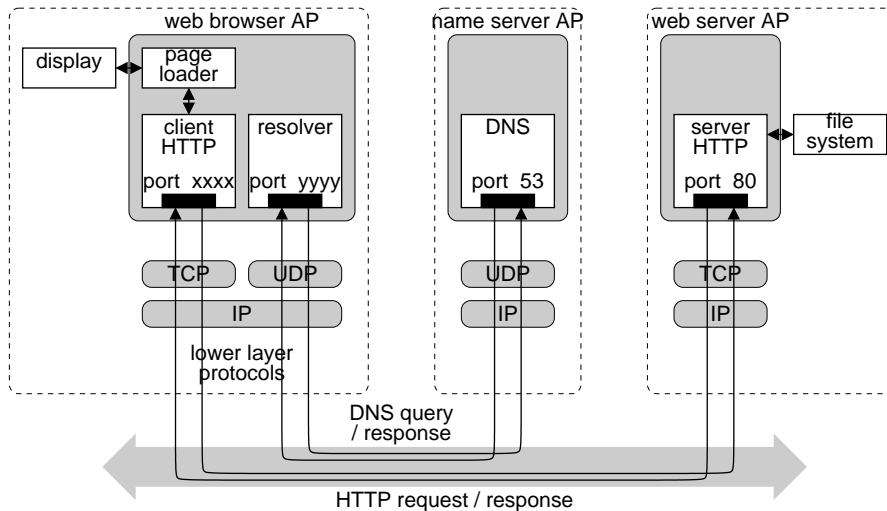 web browser AP
name server AP
web server AP
display
page
loader
client
HTTP
port xxxx
resolver
port yyyy
DNS
port 53
server
HTTP
port 80
file
system
TCP
UDP
UDP
TCP
IP
IP
IP
lower layer
protocols
DNS query
/ response
HTTP request / response